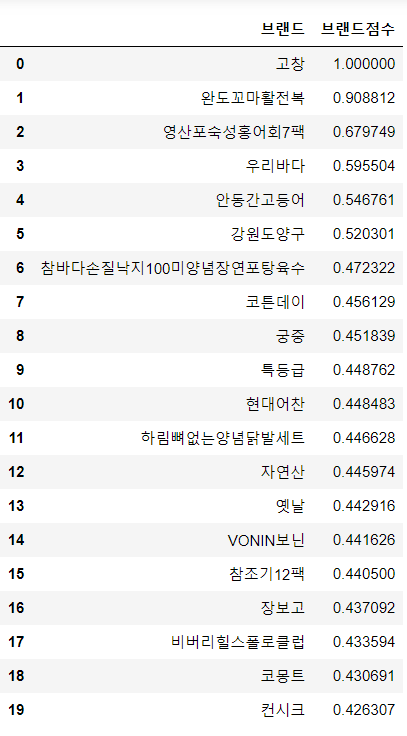 브랜드 브랜드점수
0 고창 1.000000
1 완도꼬마활전복 0.908812
2 영산포숙성홍어회7팩 0.679749
3 우리바다 0.595504
4 안동간고등어 0.546761
5 강원도양구 0.520301
6 참바다손질낙지100미양념장연포탕육수 0.472322
7 코튼데이 0.456129
8 궁중 0.451839
9 특등급 0.448762
10 현대어찬 0.448483
11 하림뼈없는양념닭발세트 0.446628
12 자연산 0.445974
13 옛날 0.442916
14 VONIN보닌 0.441626
15 참조기12팩 0.440500
16 장보고 0.437092
17 비버리힐스폴로클럽 0.433594
18 코몽트 0.430691
19 컨시크 0.426307